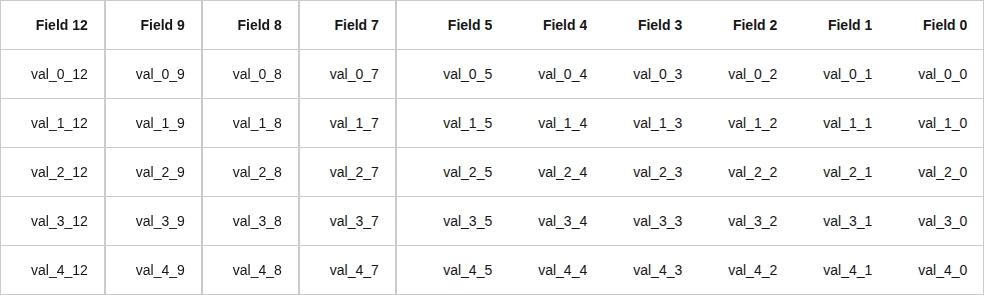 Field 12 Field 9 Field 8 Field 7 Field 5 Field 4 Field 3 Field 2 Field 1 Field 0
val_0_12 val_0_9 val_0_8 val_0_7 val_0_5 val_0_4 val_0_3 val_0_2 val_0_1 val_0_0
val_1_12 val_1_9 val_1_8 val_1_7 val_1_5 val_1_4 val_1_3 val_1_2 val_1_1 val_1_0
val_2_12 val_2_9 val_2_8 val_2_7 val_2_5 val_2_4 val_2_3 val_2_2 val_2_1 val_2_0
val_3_12 val_3_9 val_3_8 val_3_7 val_3_5 val_3_4 val_3_3 val_3_2 val_3_1 val_3_0
val_4_12 val_4_9 val_4_8 val_4_7 val_4_5 val_4_4 val_4_3 val_4_2 val_4_1 val_4_0